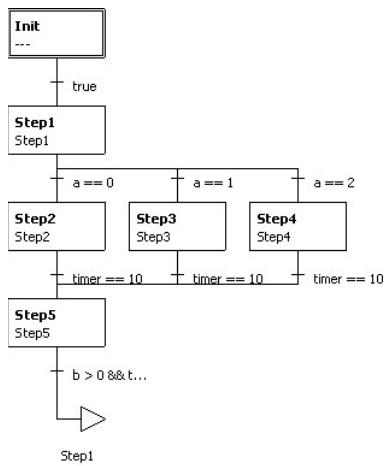 Init
---
true
Step1
Step1
a == 0
a == 1
a == 2
Step2
Step2
Step3
Step3
Step4
Step4
timer == 10
timer == 10
timer == 10
Step5
Step5
b > 0 && t...
Step1